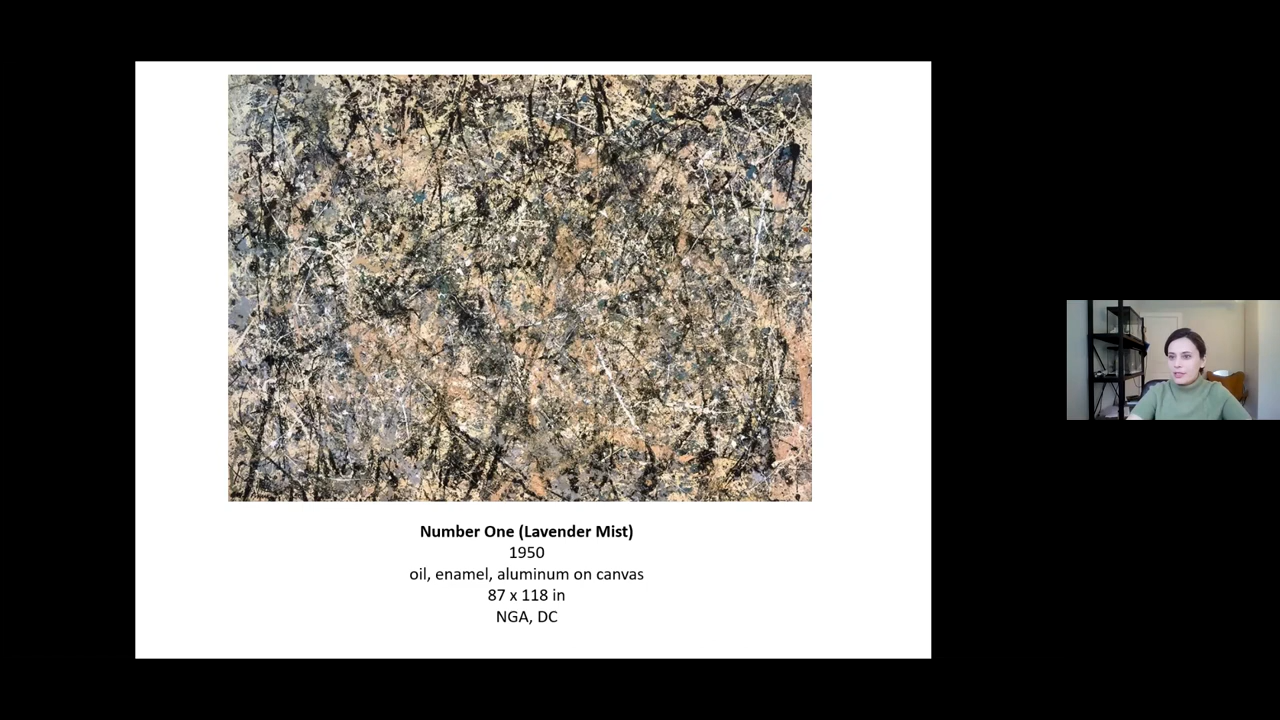 Number One (Lavender Mist)
1950
oil, enamel, aluminum on canvas
87 x 118 in
NGA, DC